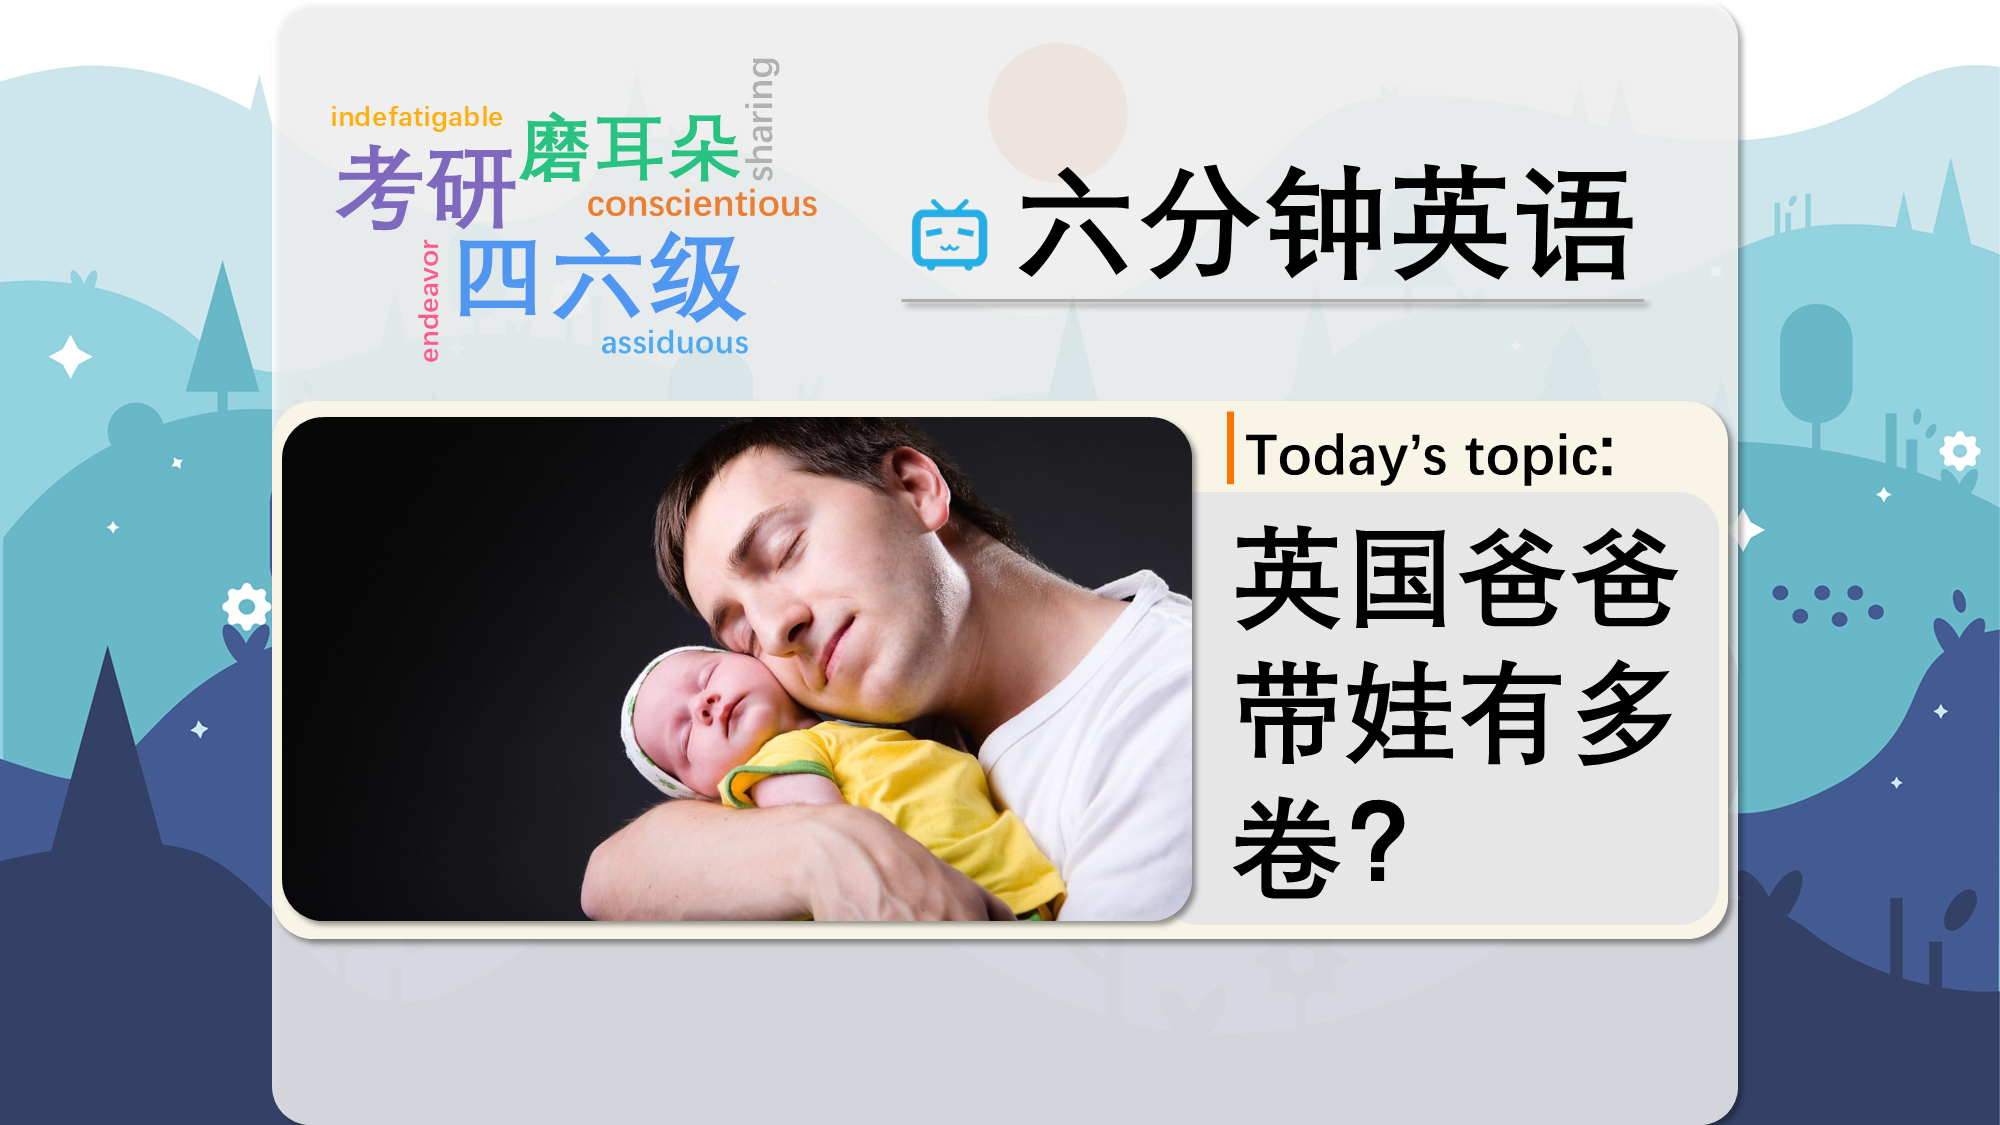 indefatigable
考研
磨耳朵
sharing
conscientious
endeavor
四六级
assiduous
六分钟英语
Today’s topic:
英国爸爸
带娃有多
卷?